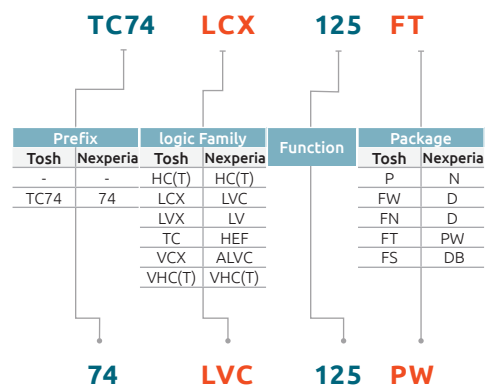 TC74 LCX 125 FT
Prefix logic Family Function Package
Tosh Nexperia Tosh Nexperia Tosh Nexperia
- - HC(T) HC(T) P N
TC74 74 LCX LVC FW D
LVX LV FN D
TC HEF FT PW
VCX ALVC FS DB
VHC(T) VHC(T)
74 LVC 125 PW